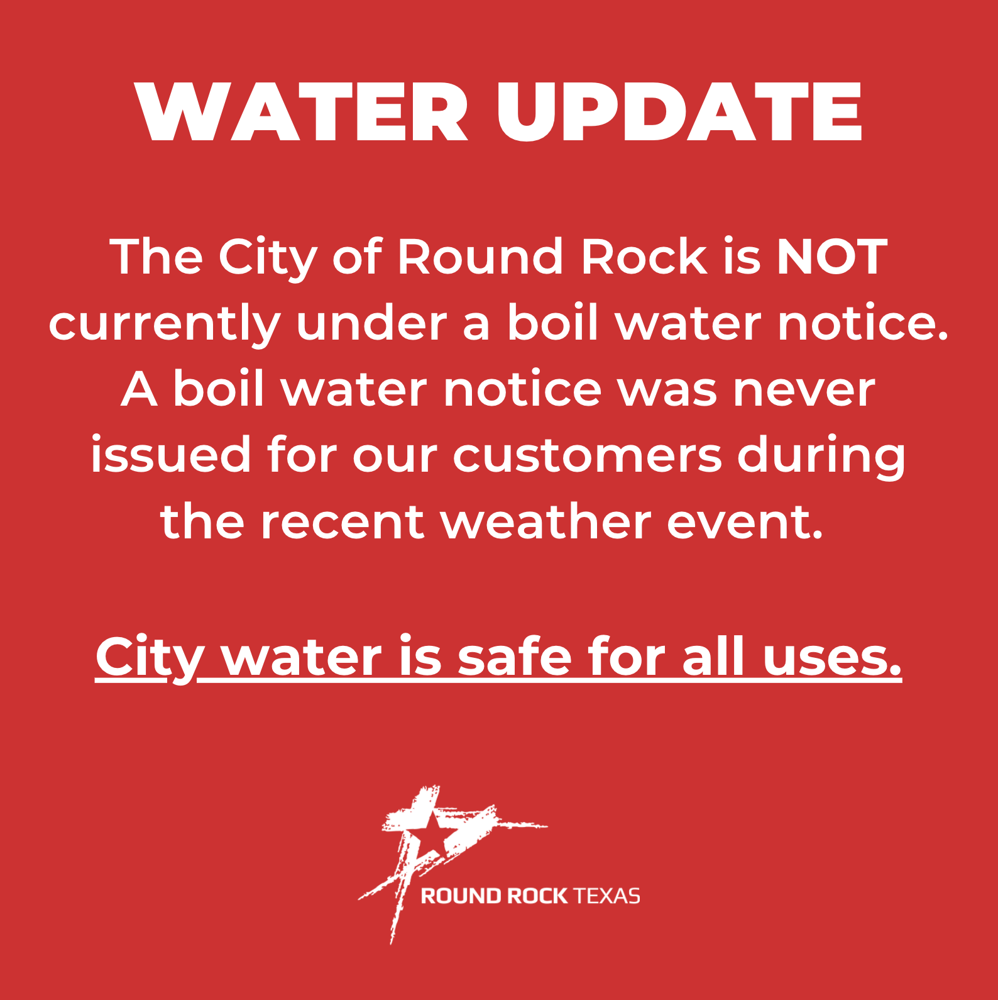 WATER UPDATE
The City of Round Rock is NOT
currently under a boil water notice.
A boil water notice was never
issued for our customers during
the recent weather event.
City water is safe for all uses.
ROUND ROCK TEXAS